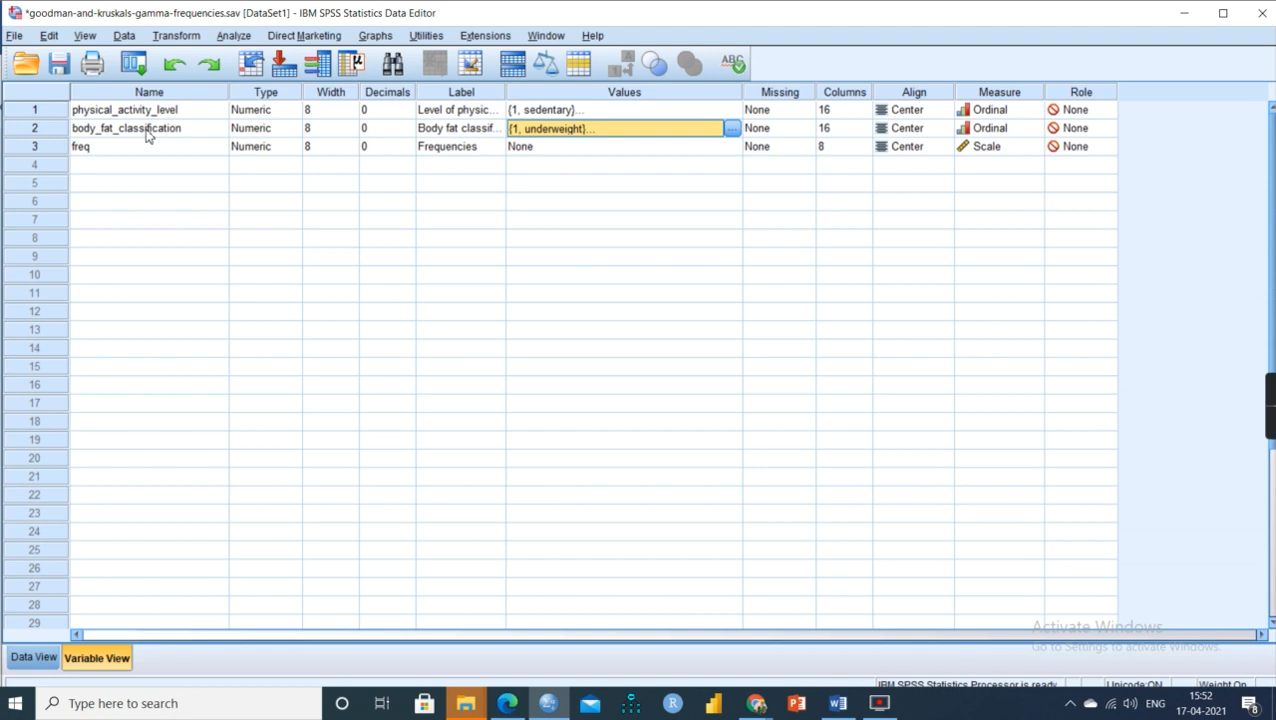 *goodman-and-kruskals-gamma-frequencies.sav [DataSet1] - IBM SPSS Statistics Data Editor
File Edit View Data Transform Analyze Direct Marketing Graphs Utilities Extensions Window Help
Name Type Width Decimals Label Values Missing Columns Align Measure Role
1 physical_activity_level Numeric 8 0 Level of physic... {1, sedentary}... None 16 Center Ordinal None
2 body_fat_classification Numeric 8 0 Body fat classif... {1, underweight}... None 16 Center Ordinal None
3 freq Numeric 8 0 Frequencies None None 8 Center Scale None
4
5
6
7
8
9
10
11
12
13
14
15
16
17
18
19
20
21
22
23
24
25
26
27
28
29
Activate Windows
Go to Settings to activate Windows.
Data View Variable View
IBM SPSS Statistics Processor is ready Unicode:ON Weight On
Type here to search
ENG
15:52
17-04-2021
8